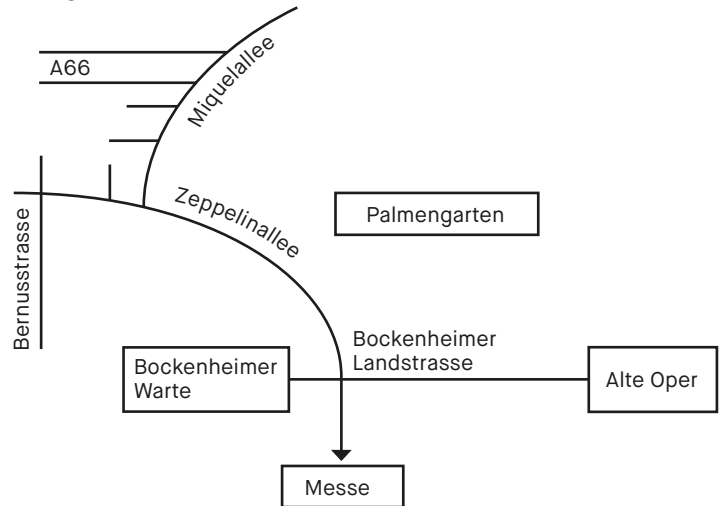 A66
Miquelallee
Zeppelinallee
Palmengarten
Bernusstrasse
Bockenheimer
Landstrasse
Bockenheimer
Warte
Alte Oper
Messe